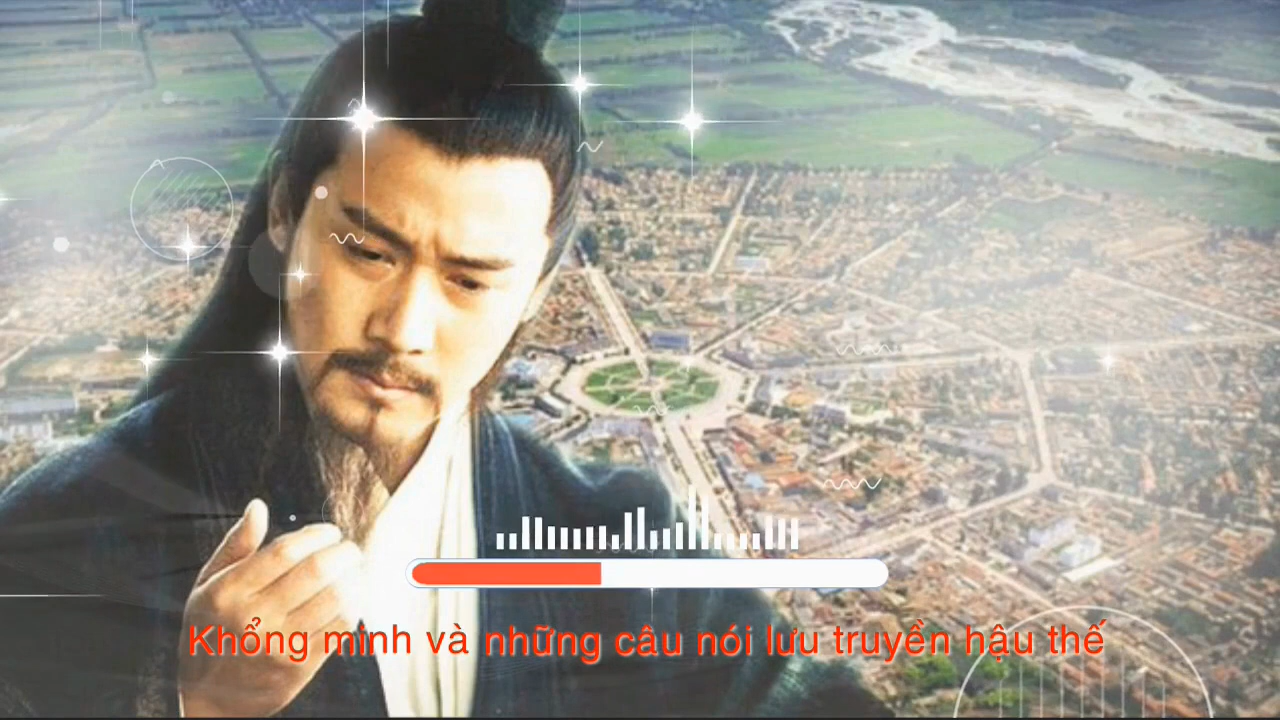 Khổng minh và những câu nói lưu truyền hậu thế